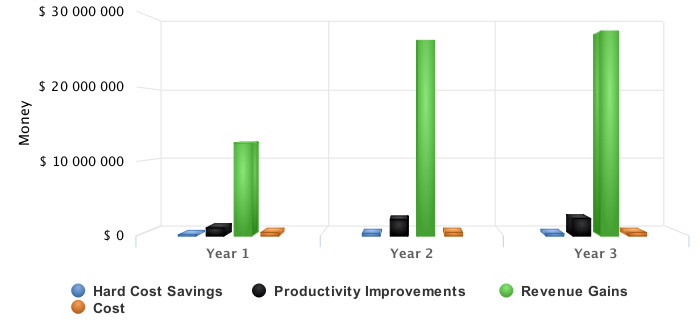 $ 30 000 000
$ 20 000 000
$ 10 000 000
$ 0
Money
Year 1
Year 2
Year 3
Hard Cost Savings
Productivity Improvements
Revenue Gains
Cost